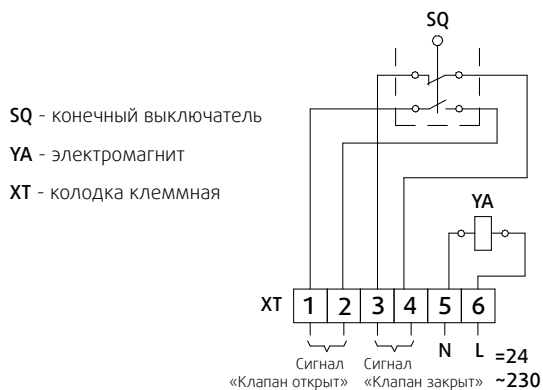 SQ
SQ - конечный выключатель
YA - электромагнит
XT - колодка клеммная
YA
XT 1 2 3 4 5 6
N L =24
~230
Сигнал «Клапан открыт»
Сигнал «Клапан закрыт»